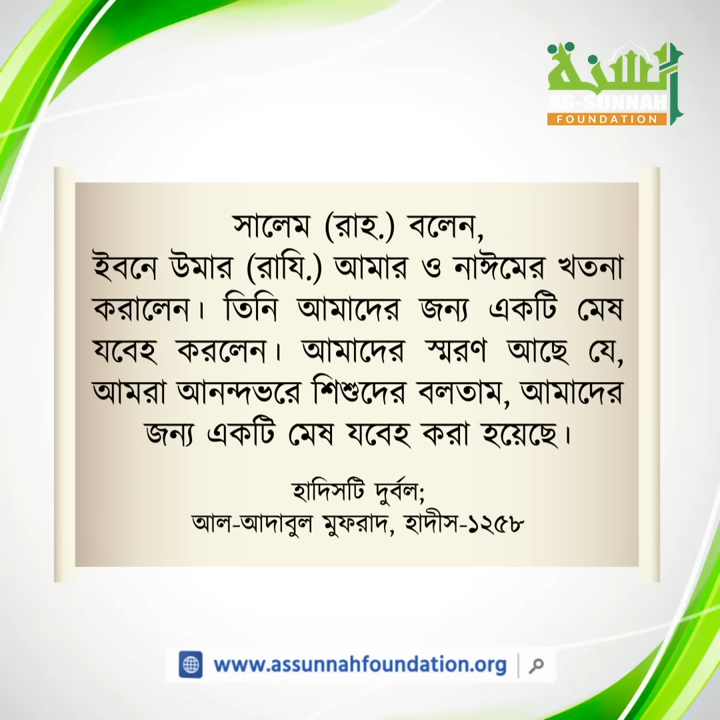 السنة
AS-SUNNAH
FOUNDATION
সালেম (রাহ.) বলেন,
ইবনে উমার (রাযি.) আমার ও নাঈমের খতনা
করালেন। তিনি আমাদের জন্য একটি মেষ
যবেহ করলেন। আমাদের স্মরণ আছে যে,
আমরা আনন্দভরে শিশুদের বলতাম, আমাদের
জন্য একটি মেষ যবেহ করা হয়েছে।
হাদিসটি দুর্বল;
আল-আদাবুল মুফরাদ, হাদীস-১২৫৮
www.assunnahfoundation.org